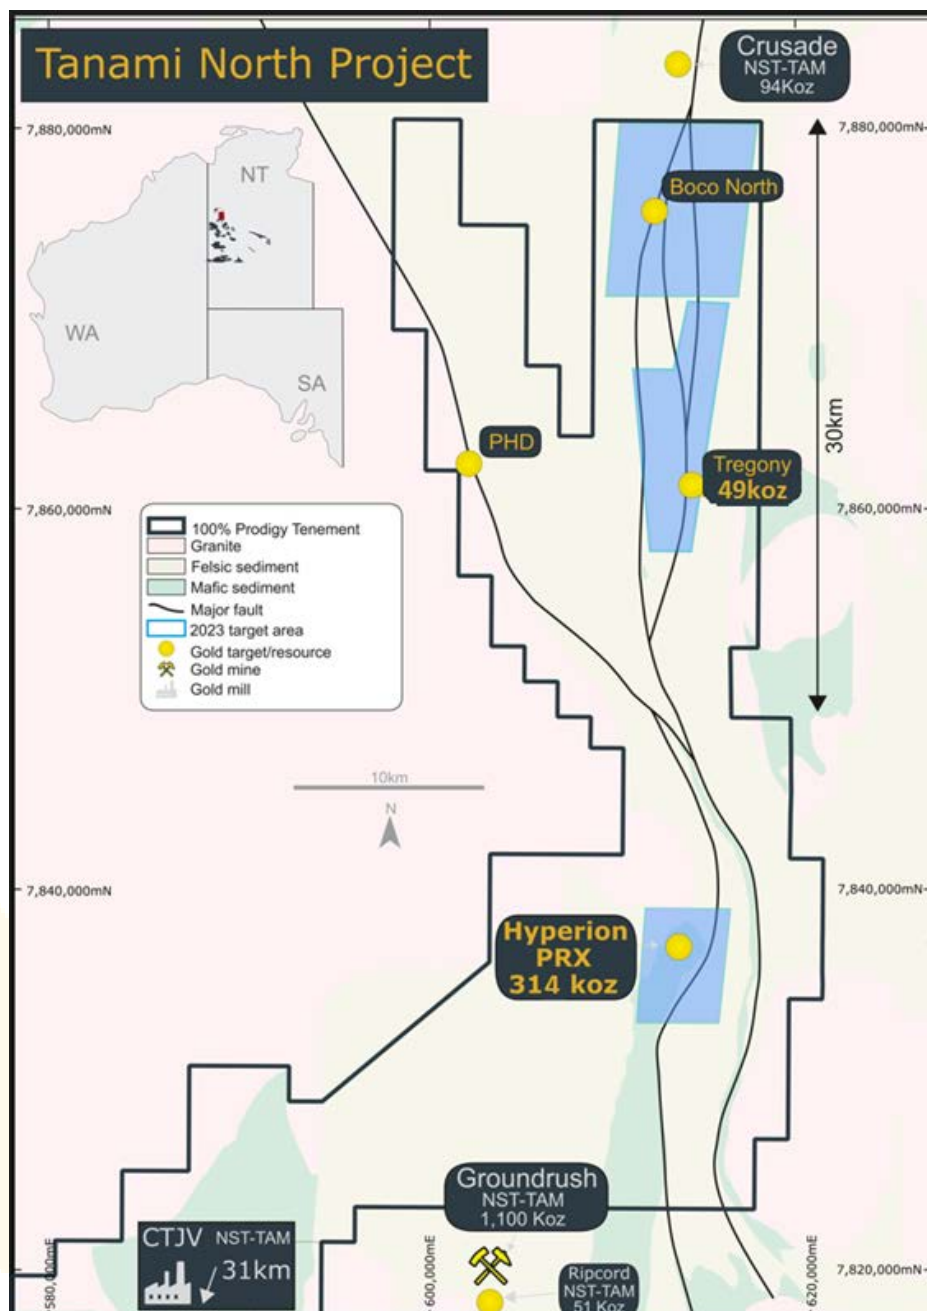 Tanami North Project
Crusade
NST-TAM
94Koz
7,880,000mN
7,880,000mN
NT
WA
SA
Boco North
PHD
30km
Tregony
49koz
7,860,000mN
7,860,000mN
100% Prodigy Tenement
Granite
Felsic sediment
Mafic sediment
Major fault
2023 target area
Gold target/resource
Gold mine
Gold mill
10km
N
7,840,000mN
7,840,000mN
Hyperion
PRX
314 koz
Groundrush
NST-TAM
1,100 Koz
CTJV NST-TAM
31km
580,000mE
600,000mE
620,000mE
Ripcord
NST-TAM
51 Koz
7,820,000mN